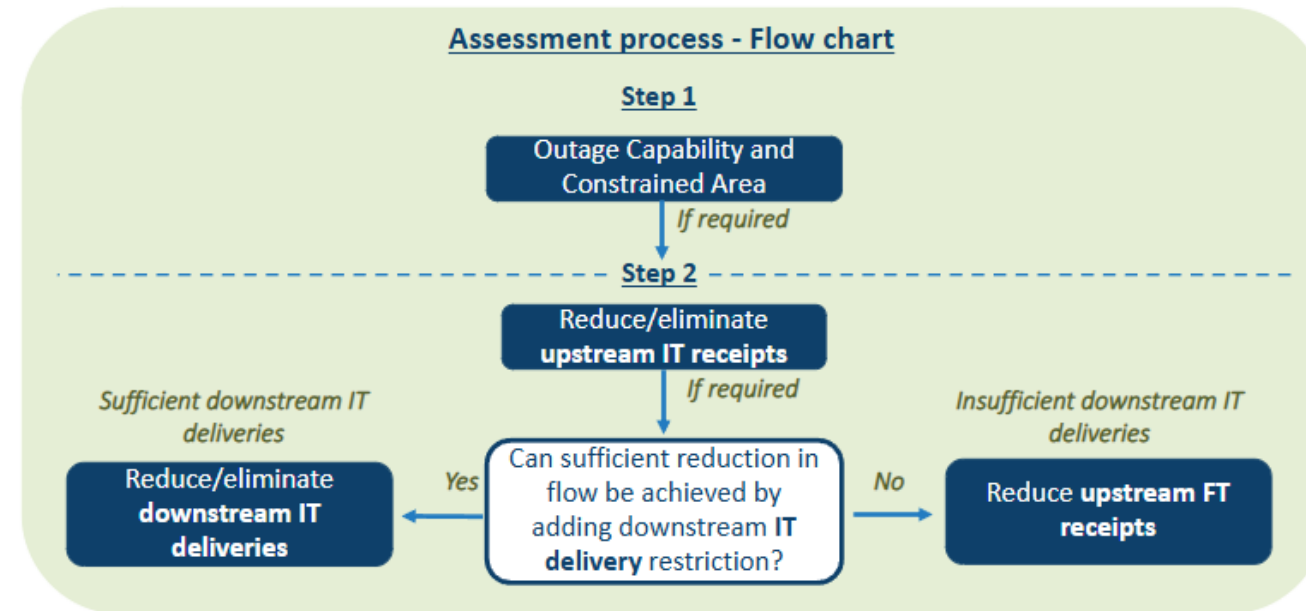 Assessment process - Flow chart
Step 1
Outage Capability and
Constrained Area
If required
Step 2
Reduce/eliminate
upstream IT receipts
If required
Sufficient downstream IT
deliveries
Insufficient downstream IT
deliveries
Reduce/eliminate
downstream IT
deliveries
Yes
Can sufficient reduction in
flow be achieved by
adding downstream IT
delivery restriction?
No
Reduce upstream FT
receipts